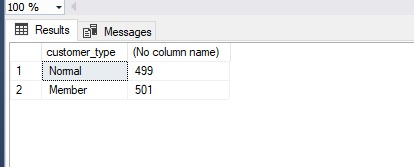 100 %
Results Messages
customer_type (No column name)
1 Normal 499
2 Member 501